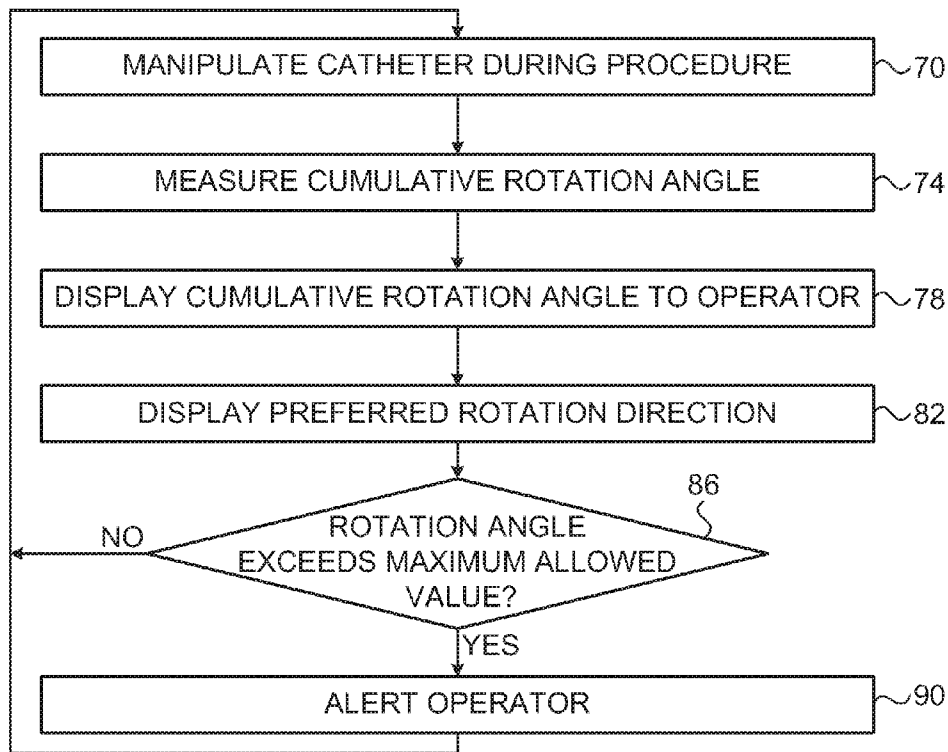 MANIPULATE CATHETER DURING PROCEDURE
70
MEASURE CUMULATIVE ROTATION ANGLE
74
DISPLAY CUMULATIVE ROTATION ANGLE TO OPERATOR
78
DISPLAY PREFERRED ROTATION DIRECTION
82
86
NO
ROTATION ANGLE
EXCEEDS MAXIMUM ALLOWED
VALUE?
YES
ALERT OPERATOR
90